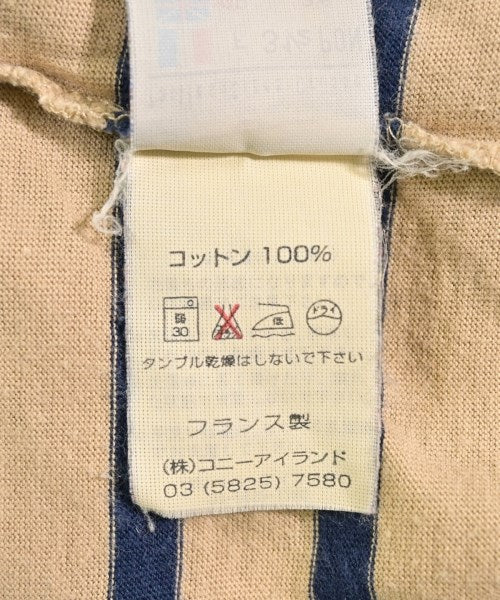 コットン 100%
弱 30 低 ドライ
タンブル乾燥はしないで下さい
フランス製
(株)コニーアイランド
03 (5825) 7580